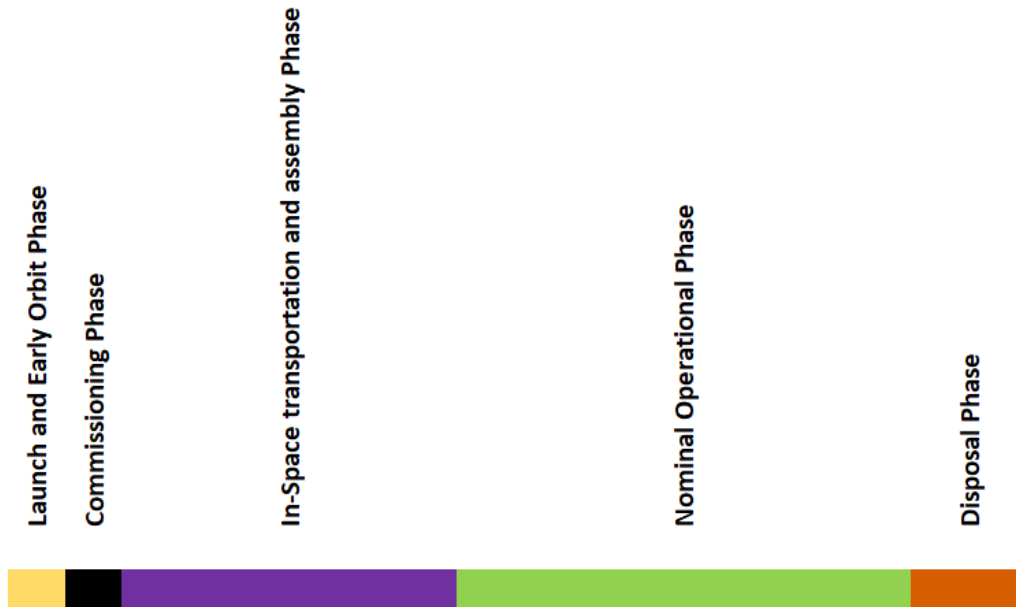 Launch and Early Orbit Phase
Commissioning Phase
In-Space transportation and assembly Phase
Nominal Operational Phase
Disposal Phase